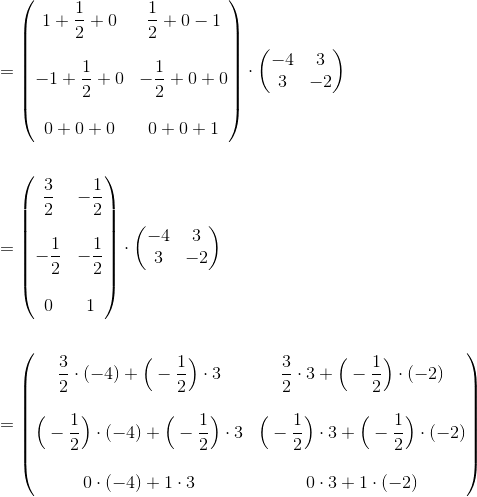 = ( 1 + 1/2 + 0    1/2 + 0 − 1
−1 + 1/2 + 0    −1/2 + 0 + 0
0 + 0 + 0    0 + 0 + 1 ) · ( −4  3
3  −2 )
= ( 3/2    −1/2
−1/2    −1/2
0    1 ) · ( −4  3
3  −2 )
= ( 3/2 · (−4) + (−1/2) · 3    3/2 · 3 + (−1/2) · (−2)
(−1/2) · (−4) + (−1/2) · 3    (−1/2) · 3 + (−1/2) · (−2)
0 · (−4) + 1 · 3    0 · 3 + 1 · (−2) )